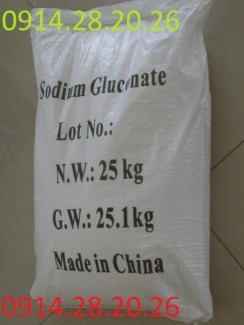 0914.28.20.26
Sodium Gluconate
Lot No.:
N.W.: 25 kg
G.W.: 25.1kg
Made in China
0914.28.20.26